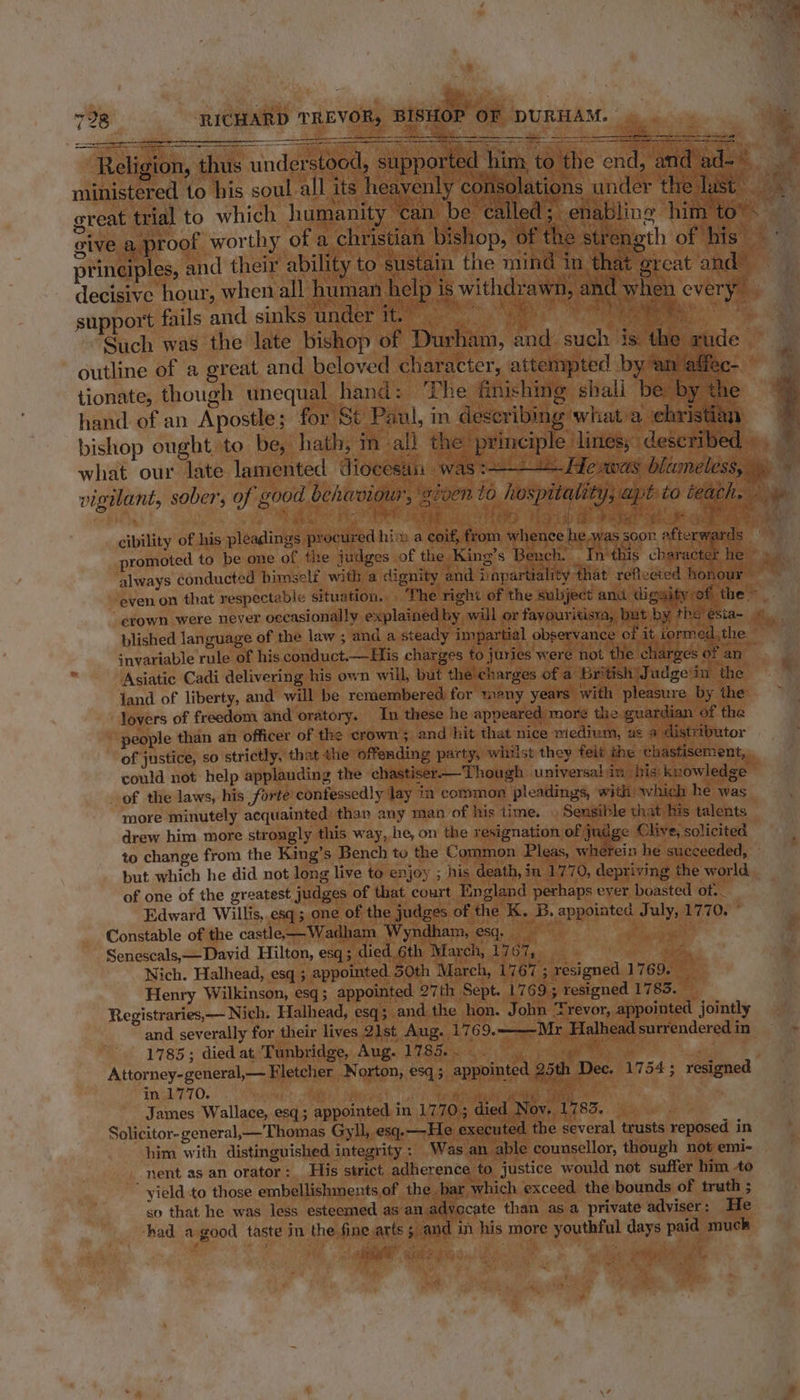 728 RICHARD TREVOR, BISHOP OF DURHAM.
Religion, thus understood, supported him to the end, and ad-
ministered to his soul all its heavenly consolations under the last
great trial to which humanity can be called; enabling him to
give a proof worthy of a christian bishop, of the strength of his
principles, and their ability to sustain the mind in that great and
decisive hour, when all human help is withdrawn, and when every
support fails and sinks under it.
Such was the late bishop of Durham, and such is the rude
outline of a great and beloved character, attempted by an affec-
tionate, though unequal hand: The finishing shall be by the
hand of an Apostle; for St Paul, in describing what a christian
bishop ought to be, hath, in all the principle lines, described
what our late lamented diocesan was:——He was blameless,
vigilant, sober, of good behaviour, given to hospitality, apt to teach.
cibility of his pleadings procured him a coif, from whence he was soon afterwards
promoted to be one of the judges of the King's Bench. In this character he
always conducted himself with a dignity and impartiality that reflected honour
even on that respectable situation. The right of the subject and dignity of the
crown were never occasionally explained by will or favouritism, but by the esta-
blished language of the law; and a steady impartial observance of it formed the
invariable rule of his conduct.—His charges to juries were not the charges of an
Asiatic Cadi delivering his own will, but the charges of a British Judge in the
land of liberty, and will be remembered for many years with pleasure by the
lovers of freedom and oratory. In these he appeared more the guardian of the
people than an officer of the crown; and hit that nice medium, as a distributor
of justice, so strictly, that the offending party, whilst they felt the chastisement,
could not help applauding the chastiser.—Though universal in his knowledge
of the laws, his forte confessedly lay in common pleadings, with which he was
more minutely acquainted than any man of his time. Sensible that his talents
drew him more strongly this way, he, on the resignation of judge Clive, solicited
to change from the King's Bench to the Common Pleas, wherein he succeeded,
but which he did not long live to enjoy; his death, in 1770, depriving the world
of one of the greatest judges of that court England perhaps ever boasted of.
Edward Willis, esq; one of the judges of the K. B. appointed July, 1770.
Constable of the castle,—Wadham Wyndham, esq.
Senescals,—David Hilton, esq; died 6th March, 1767,
Nich. Halhead, esq; appointed 30th March, 1767; resigned 1769.
Henry Wilkinson, esq; appointed 27th Sept. 1769; resigned 1783.
Registraries,—Nich. Halhead, esq; and the hon. John Trevor, appointed jointly
and severally for their lives 21st Aug. 1769.——Mr Halhead surrendered in
1785; died at Tunbridge, Aug. 1785.
Attorney-general,—Fletcher Norton, esq; appointed 25th Dec. 1754; resigned
in 1770.
James Wallace, esq; appointed in 1770; died Nov. 1783.
Solicitor-general,—Thomas Gyll, esq.—He executed the several trusts reposed in
him with distinguished integrity: Was an able counsellor, though not emi-
nent as an orator: His strict adherence to justice would not suffer him to
yield to those embellishments of the bar which exceed the bounds of truth;
so that he was less esteemed as an advocate than as a private adviser: He
had a good taste in the fine arts; and in his more youthful days paid much